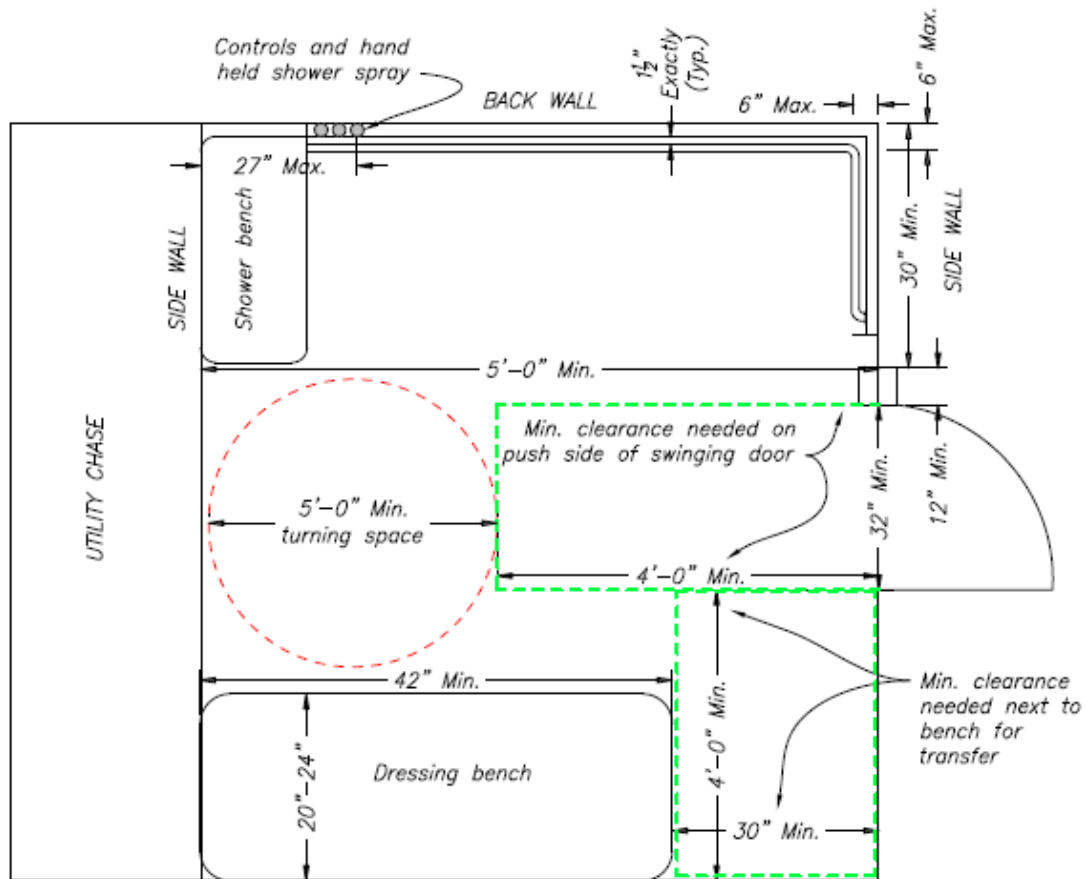 Controls and hand
held shower spray
1½"
Exactly
(Typ.)
6" Max.
6" Max.
BACK WALL
27" Max.
SIDE WALL
Shower bench
30" Min.
SIDE WALL
5'-0" Min.
Min. clearance needed on
push side of swinging door
UTILITY CHASE
5'-0" Min.
turning space
32" Min.
12" Min.
4'-0" Min.
42" Min.
Min. clearance
needed next to
bench for
transfer
4'-0" Min.
20"-24"
Dressing bench
30" Min.